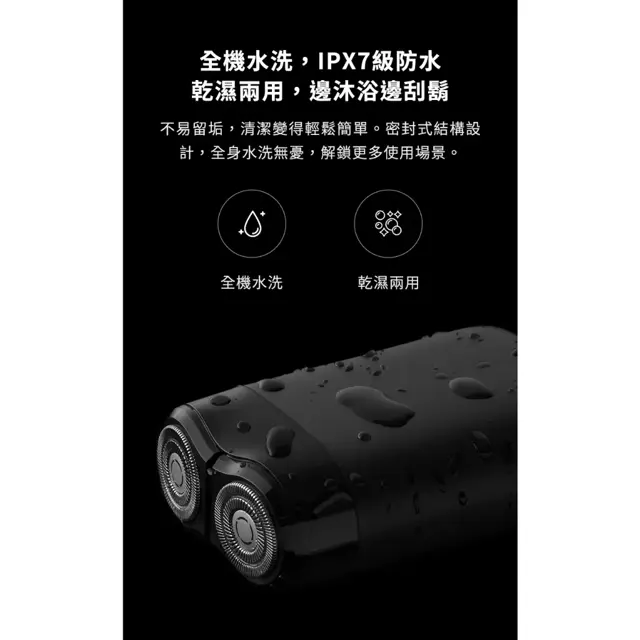 全機水洗，IPX7級防水
乾濕兩用，邊沐浴邊刮鬍
不易留垢，清潔變得輕鬆簡單。密封式結構設
計，全身水洗無憂，解鎖更多使用場景。
全機水洗
乾濕兩用